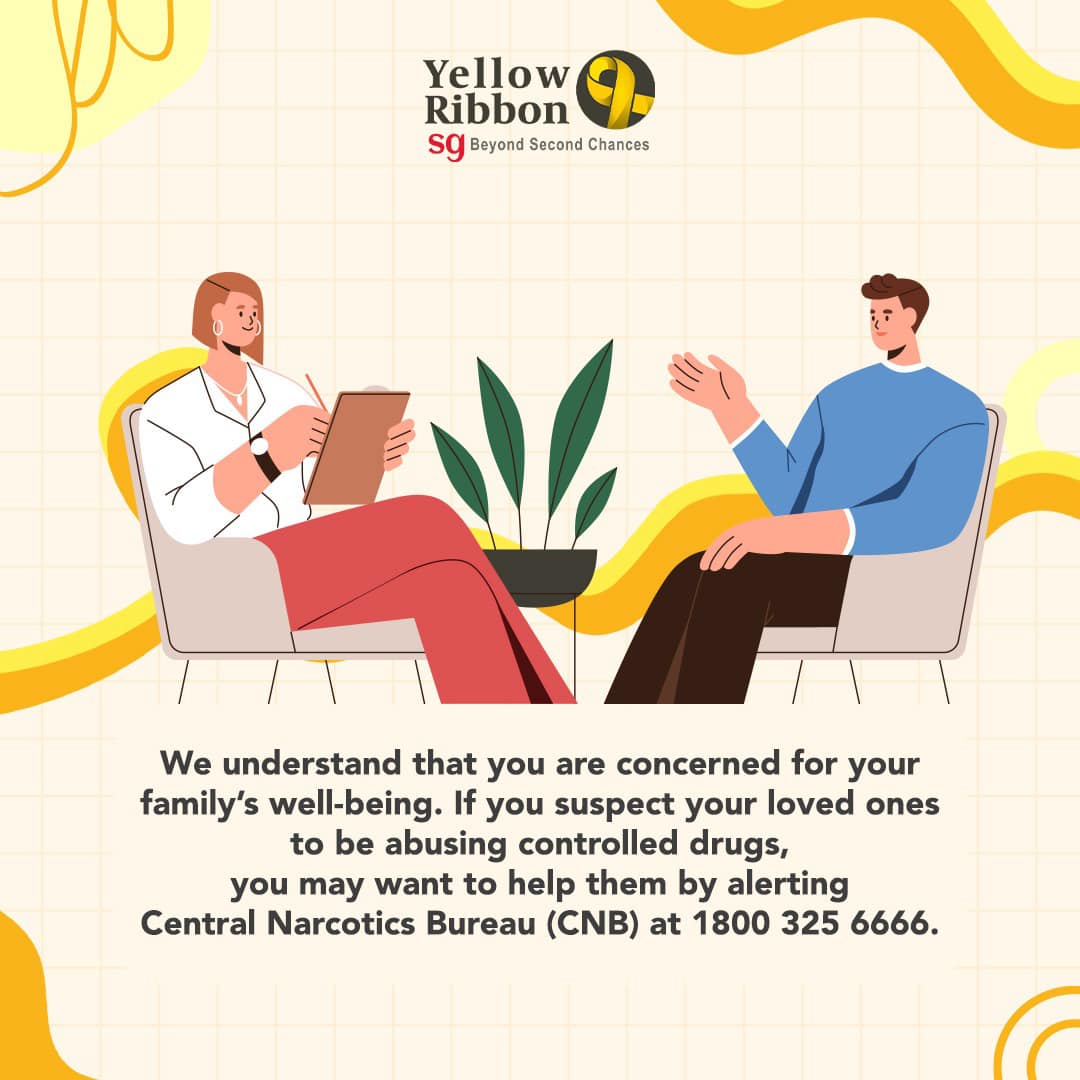 Yellow
Ribbon
sg Beyond Second Chances
We understand that you are concerned for your
family’s well-being. If you suspect your loved ones
to be abusing controlled drugs,
you may want to help them by alerting
Central Narcotics Bureau (CNB) at 1800 325 6666.